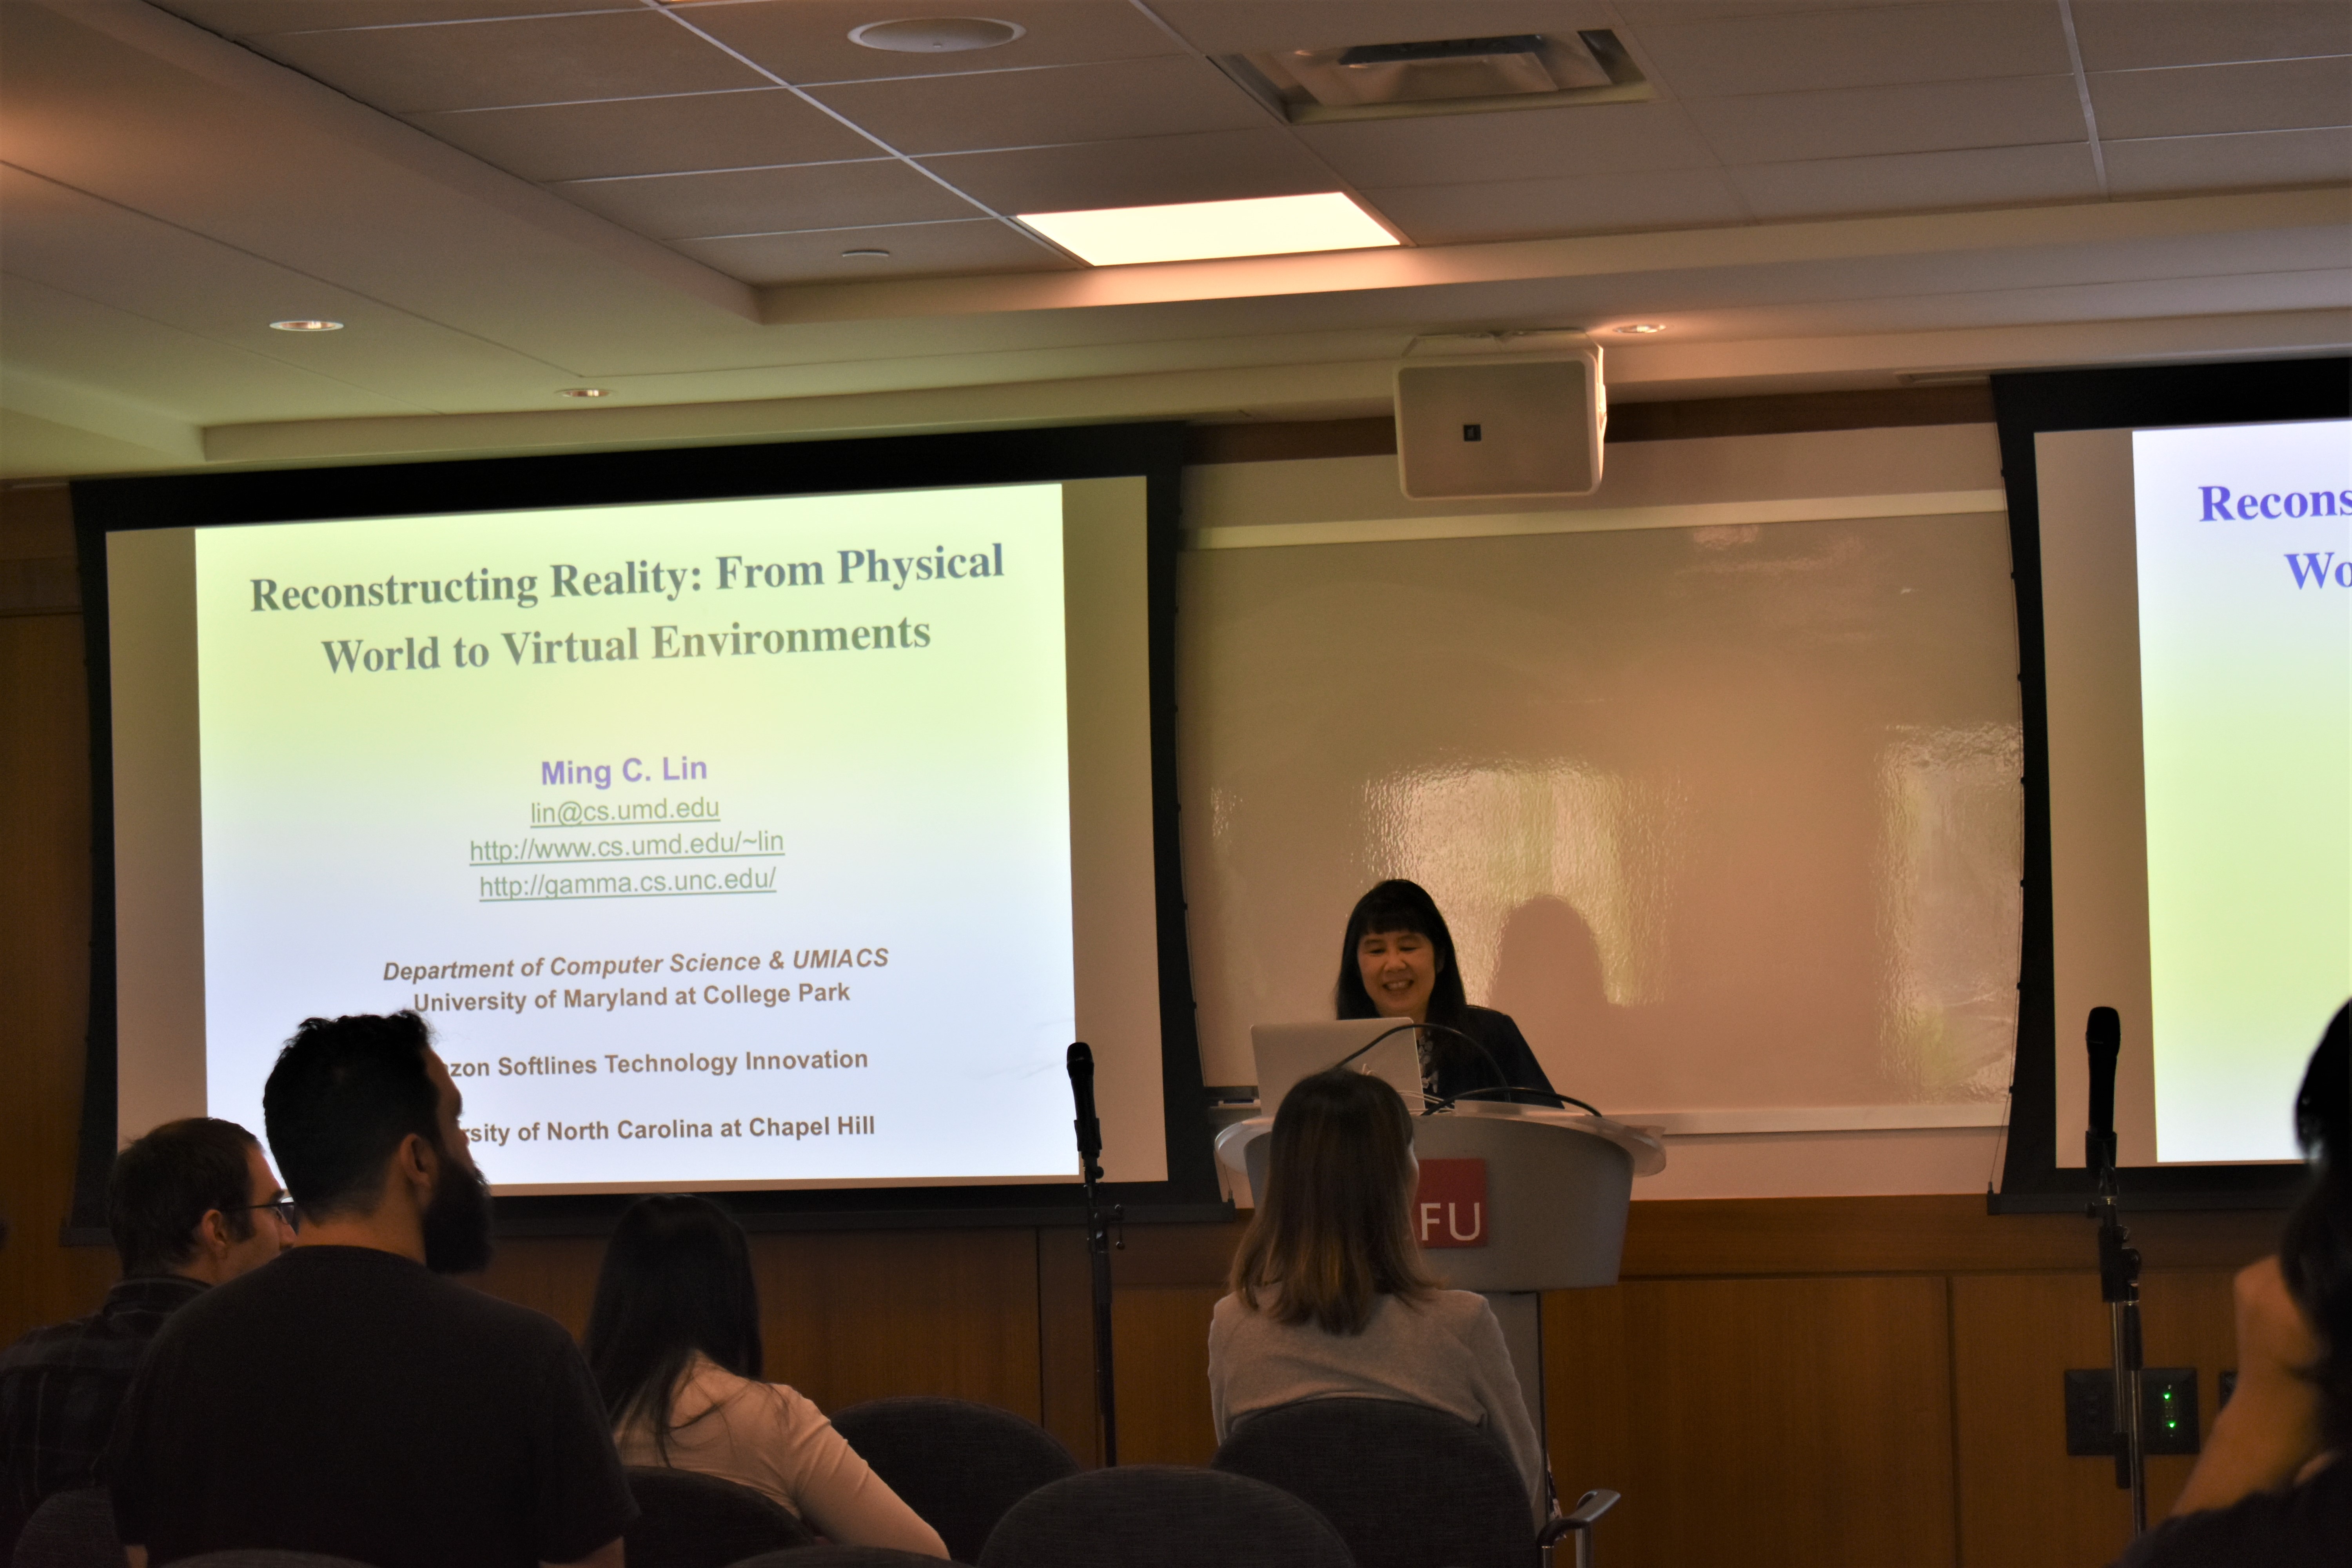 Reconstructing Reality: From Physical
World to Virtual Environments
Ming C. Lin
lin@cs.umd.edu
http://www.cs.umd.edu/~lin
http://gamma.cs.unc.edu/
Department of Computer Science & UMIACS
University of Maryland at College Park
zon Softlines Technology Innovation
rsity of North Carolina at Chapel Hill
FU
Recons
Wo